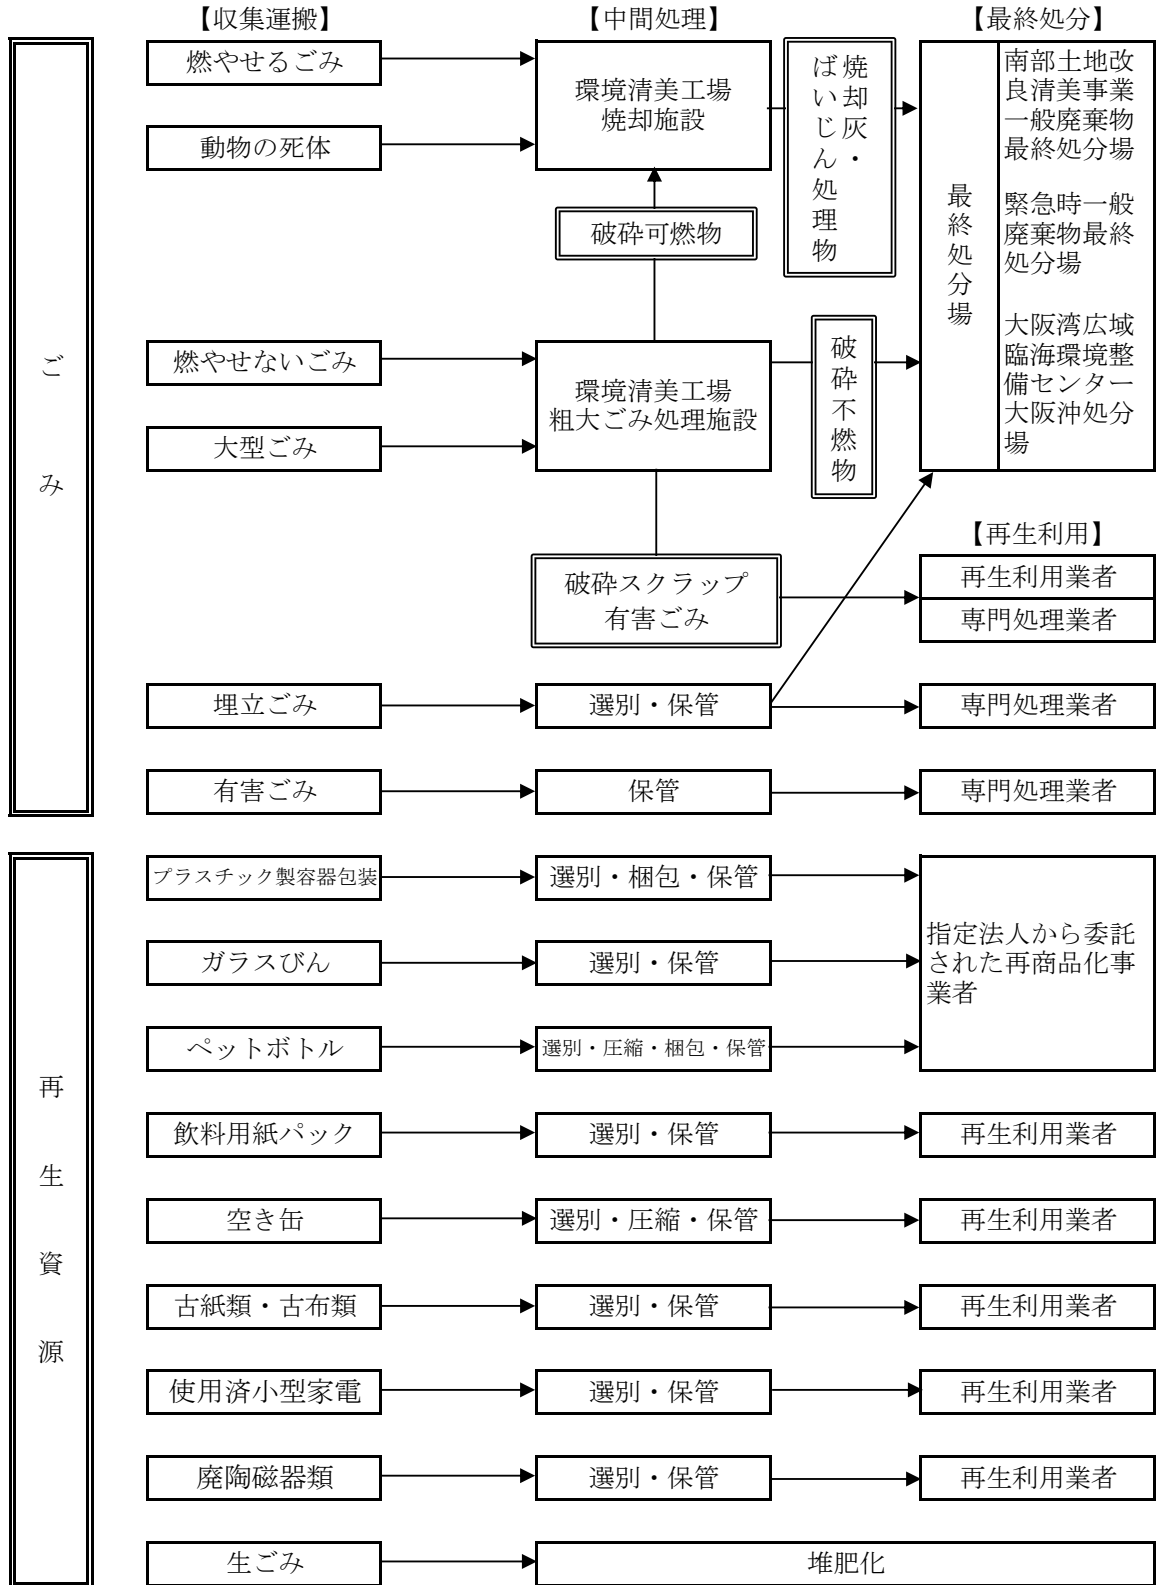 【収集運搬】
【中間処理】
【最終処分】
ごみ
燃やせるごみ
動物の死体
環境清美工場
焼却施設
焼却灰・
ばいじん処理物
最終処分場
南部土地改
良清美事業
一般廃棄物
最終処分場
緊急時一般
廃棄物最終
処分場
大阪湾広域
臨海環境整
備センター
大阪沖処分
場
破砕可燃物
燃やせないごみ
大型ごみ
環境清美工場
粗大ごみ処理施設
破砕不燃物
【再生利用】
破砕スクラップ
有害ごみ
再生利用業者
専門処理業者
埋立ごみ
選別・保管
専門処理業者
有害ごみ
保管
専門処理業者
再生資源
プラスチック製容器包装
選別・梱包・保管
ガラスびん
選別・保管
ペットボトル
選別・圧縮・梱包・保管
指定法人から委託
された再商品化事
業者
飲料用紙パック
選別・保管
再生利用業者
空き缶
選別・圧縮・保管
再生利用業者
古紙類・古布類
選別・保管
再生利用業者
使用済小型家電
選別・保管
再生利用業者
廃陶磁器類
選別・保管
再生利用業者
生ごみ
堆肥化